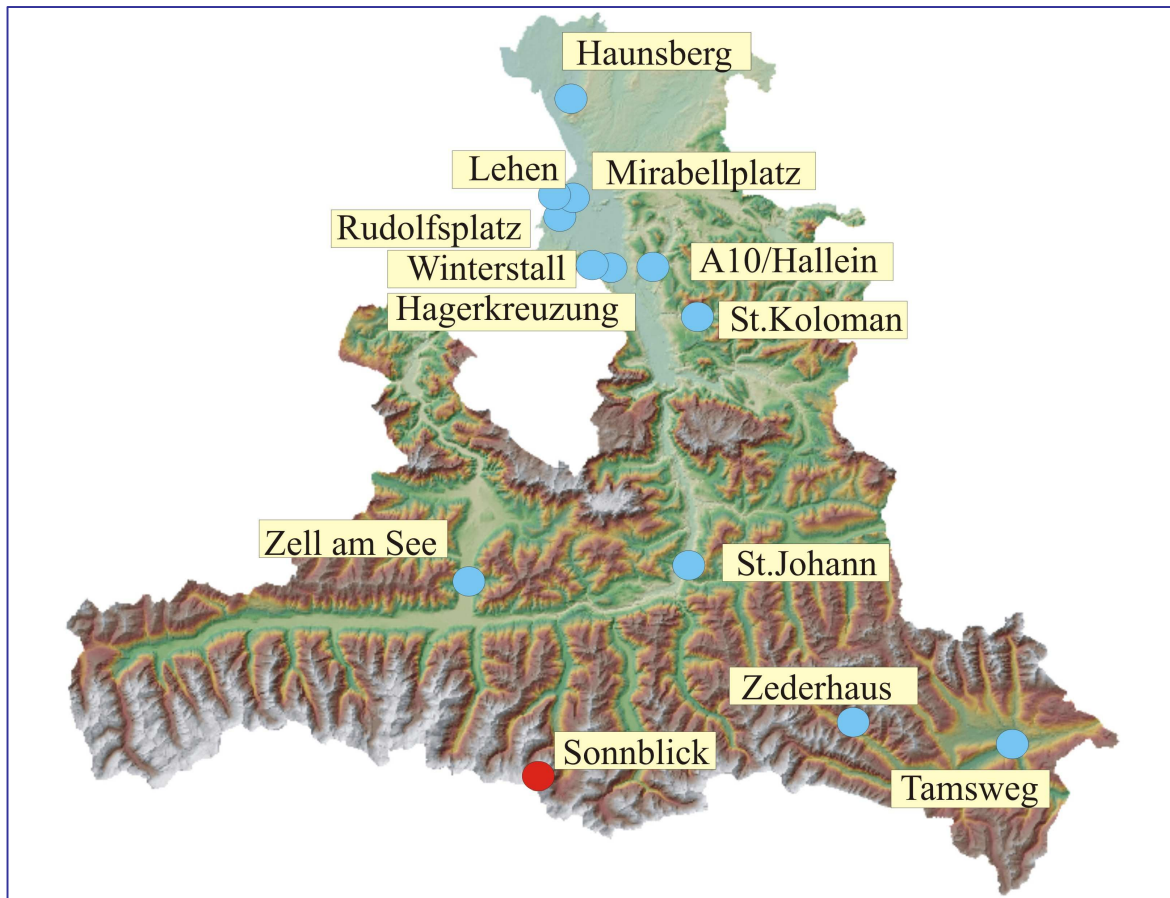 Haunsberg
Lehen
Mirabellplatz
Rudolfsplatz
Winterstall
A10/Hallein
Hagerkreuzung
St.Koloman
Zell am See
St.Johann
Zederhaus
Sonnblick
Tamsweg